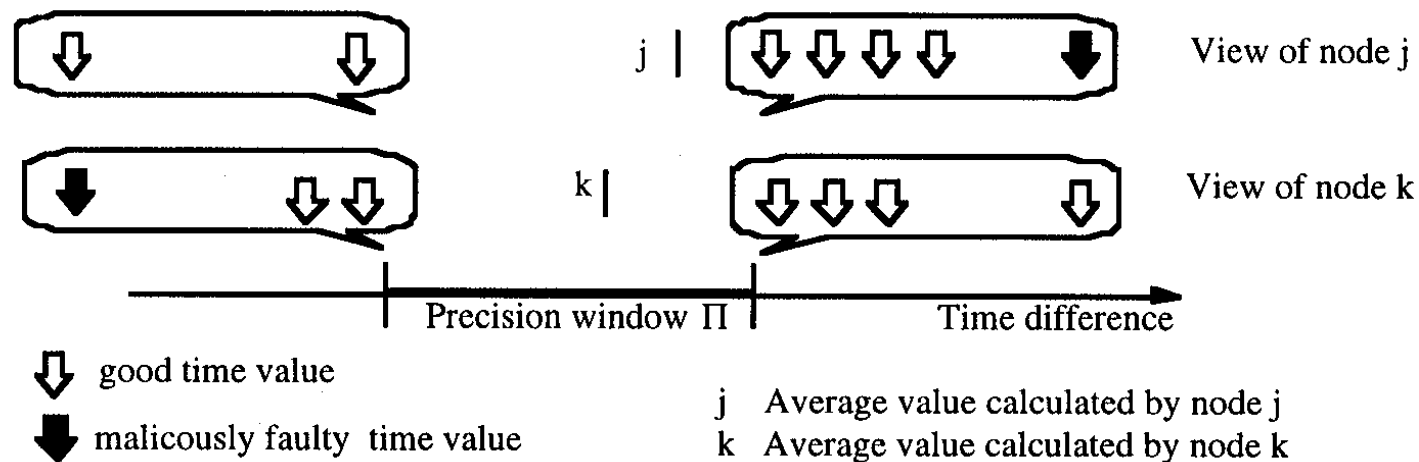 j
View of node j
k
View of node k
Precision window Π
Time difference
good time value
malicously faulty time value
j Average value calculated by node j
k Average value calculated by node k